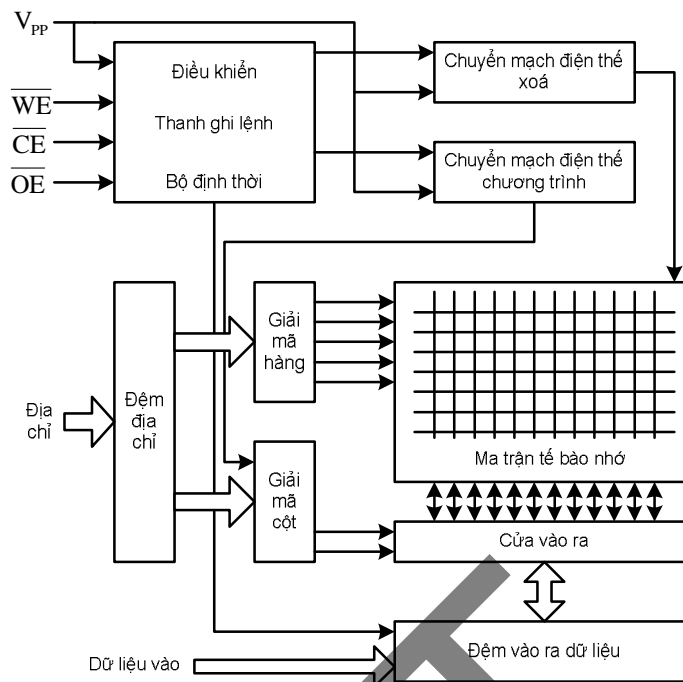 V_PP
WE
CE
OE
Điều khiển
Thanh ghi lệnh
Bộ định thời
Chuyển mạch điện thế
xoá
Chuyển mạch điện thế
chương trình
Địa
chỉ
Đệm
địa
chỉ
Giải
mã
hàng
Giải
mã
cột
Ma trận tế bào nhớ
Cửa vào ra
Dữ liệu vào
Đệm vào ra dữ liệu